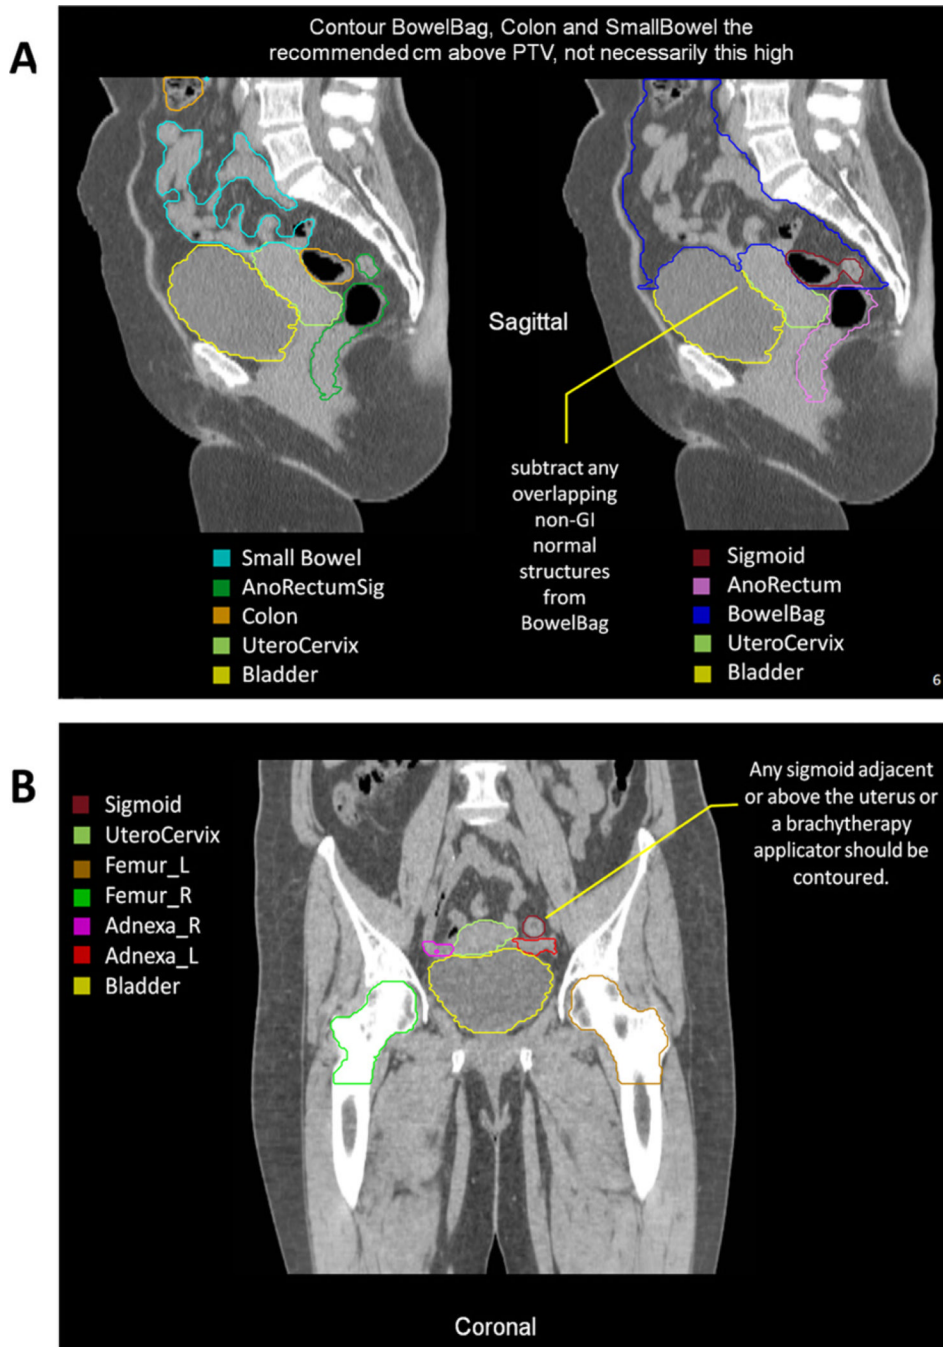 A
Contour BowelBag, Colon and SmallBowel the
recommended cm above PTV, not necessarily this high
Sagittal
subtract any
overlapping
non-GI
normal
structures
from
BowelBag
Small Bowel
AnoRectumSig
Colon
UteroCervix
Bladder
Sigmoid
AnoRectum
BowelBag
UteroCervix
Bladder
6
B
Sigmoid
UteroCervix
Femur_L
Femur_R
Adnexa_R
Adnexa_L
Bladder
Any sigmoid adjacent
or above the uterus or
a brachytherapy
applicator should be
contoured.
Coronal